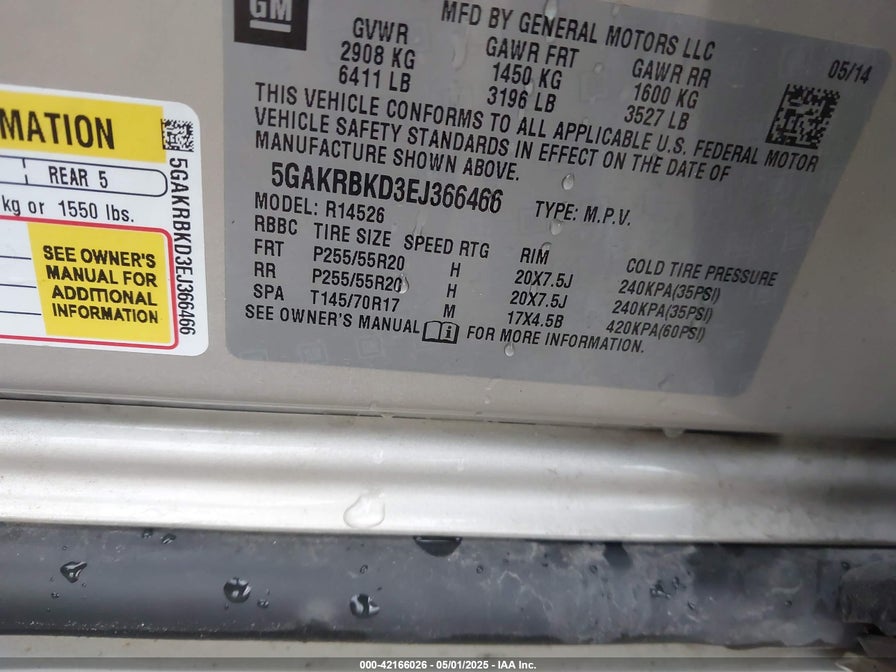 GM
MFD BY GENERAL MOTORS LLC
GVWR GAWR FRT GAWR RR 05/14
2908 KG 1450 KG 1600 KG
6411 LB 3196 LB 3527 LB
THIS VEHICLE CONFORMS TO ALL APPLICABLE U.S. FEDERAL MOTOR
VEHICLE SAFETY STANDARDS IN EFFECT ON THE DATE OF
MANUFACTURE SHOWN ABOVE.
5GAKRBKD3EJ366466
TYPE: M.P.V.
MODEL: R14526
RBBC TIRE SIZE SPEED RTG RIM COLD TIRE PRESSURE
FRT P255/55R20 H 20X7.5J 240KPA(35PSI)
RR P255/55R20 H 20X7.5J 240KPA(35PSI)
SPA T145/70R17 M 17X4.5B 420KPA(60PSI)
SEE OWNER'S MANUAL FOR MORE INFORMATION.
MATION
REAR 5
kg or 1550 lbs.
SEE OWNER'S
MANUAL FOR
ADDITIONAL
INFORMATION
5GAKRBKD3EJ366466
000-42166026 - 05/01/2025 - IAA Inc.